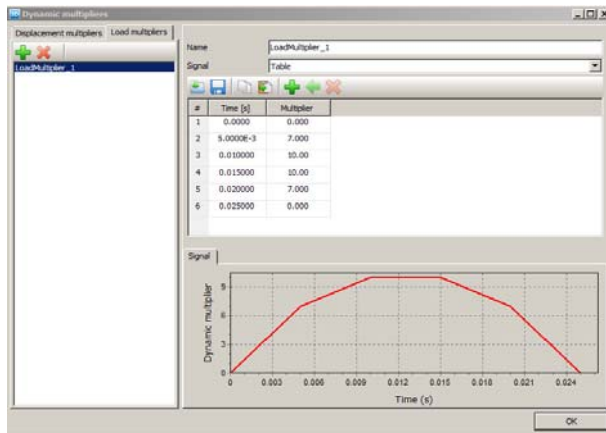 Dynamic multipliers
Displacement multipliers Load multipliers
LoadMultiplier_1
Name LoadMultiplier_1
Signal Table
# Time [s] Multiplier
1 0.0000 0.000
2 5.0000E-3 7.000
3 0.010000 10.00
4 0.015000 10.00
5 0.020000 7.000
6 0.025000 0.000
Signal
Dynamic multiplier
9
6
3
0
0 0.003 0.006 0.009 0.012 0.015 0.018 0.021 0.024
Time (s)
OK